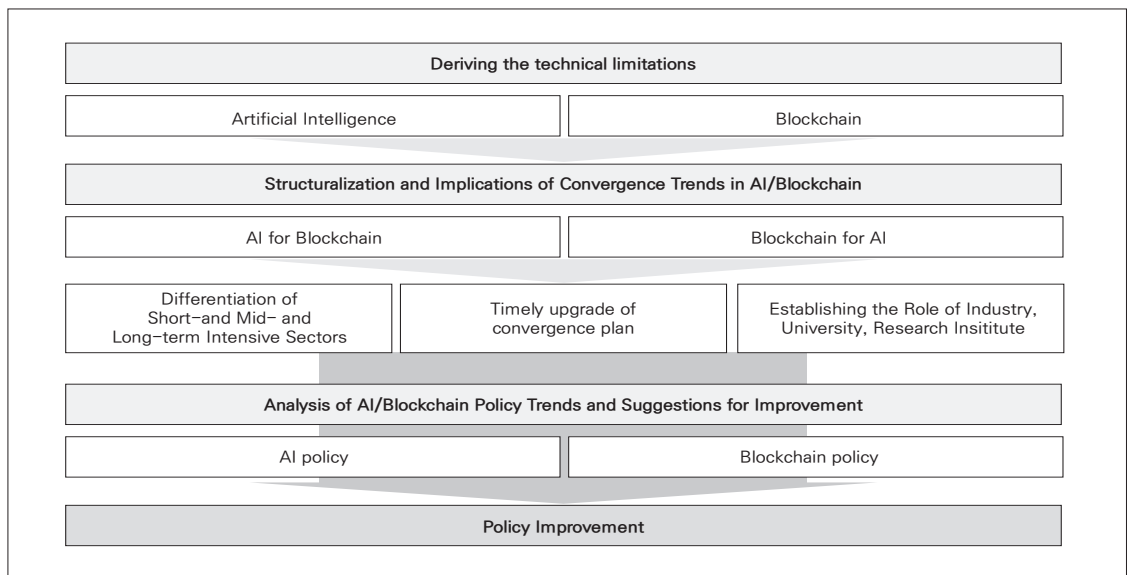 Deriving the technical limitations
Artificial Intelligence
Blockchain
Structuralization and Implications of Convergence Trends in AI/Blockchain
AI for Blockchain
Blockchain for AI
Differentiation of
Short-and Mid- and
Long-term Intensive Sectors
Timely upgrade of
convergence plan
Establishing the Role of Industry,
University, Research Insititute
Analysis of AI/Blockchain Policy Trends and Suggestions for Improvement
AI policy
Blockchain policy
Policy Improvement